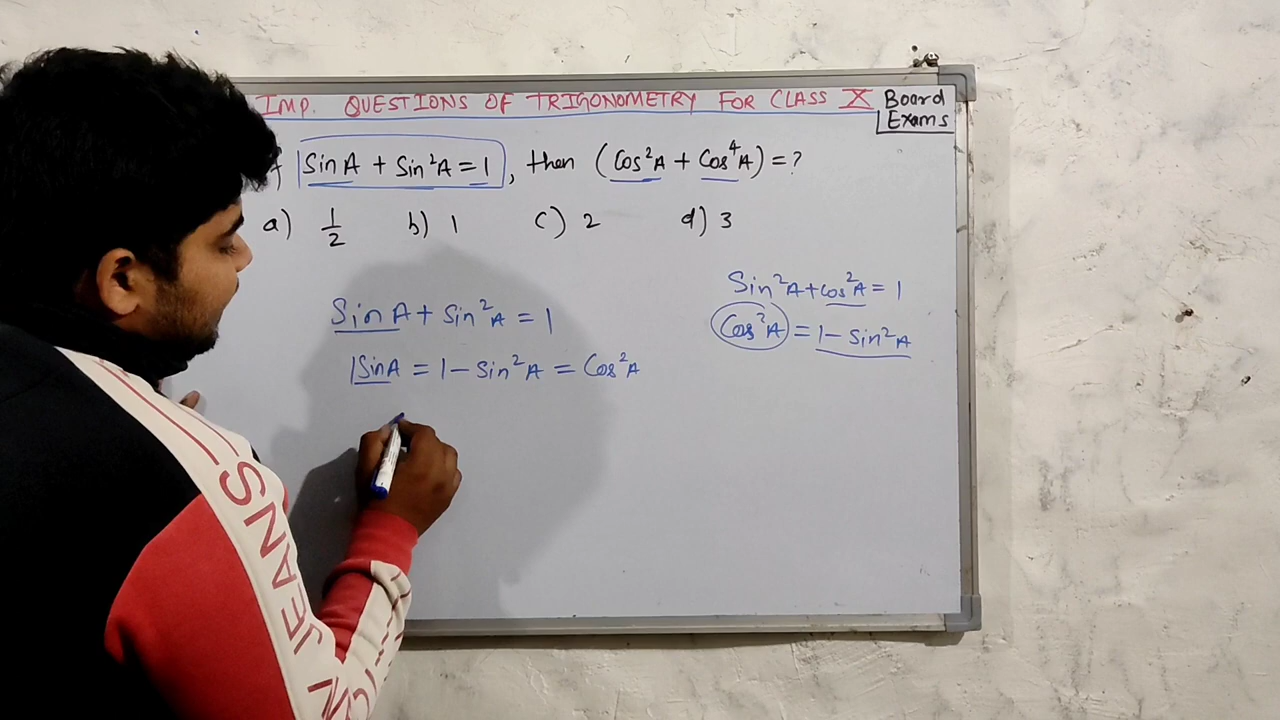 IMP. QUESTIONS OF TRIGONOMETRY FOR CLASS X
Board Exams
Sin A + Sin²A = 1, then (Cos²A + Cos⁴A) = ?
a) 1/2 b) 1 c) 2 d) 3
Sin A + Sin²A = 1
SinA = 1 - Sin²A = Cos²A
Sin²A + Cos²A = 1
Cos²A = 1 - Sin²A
JEANS